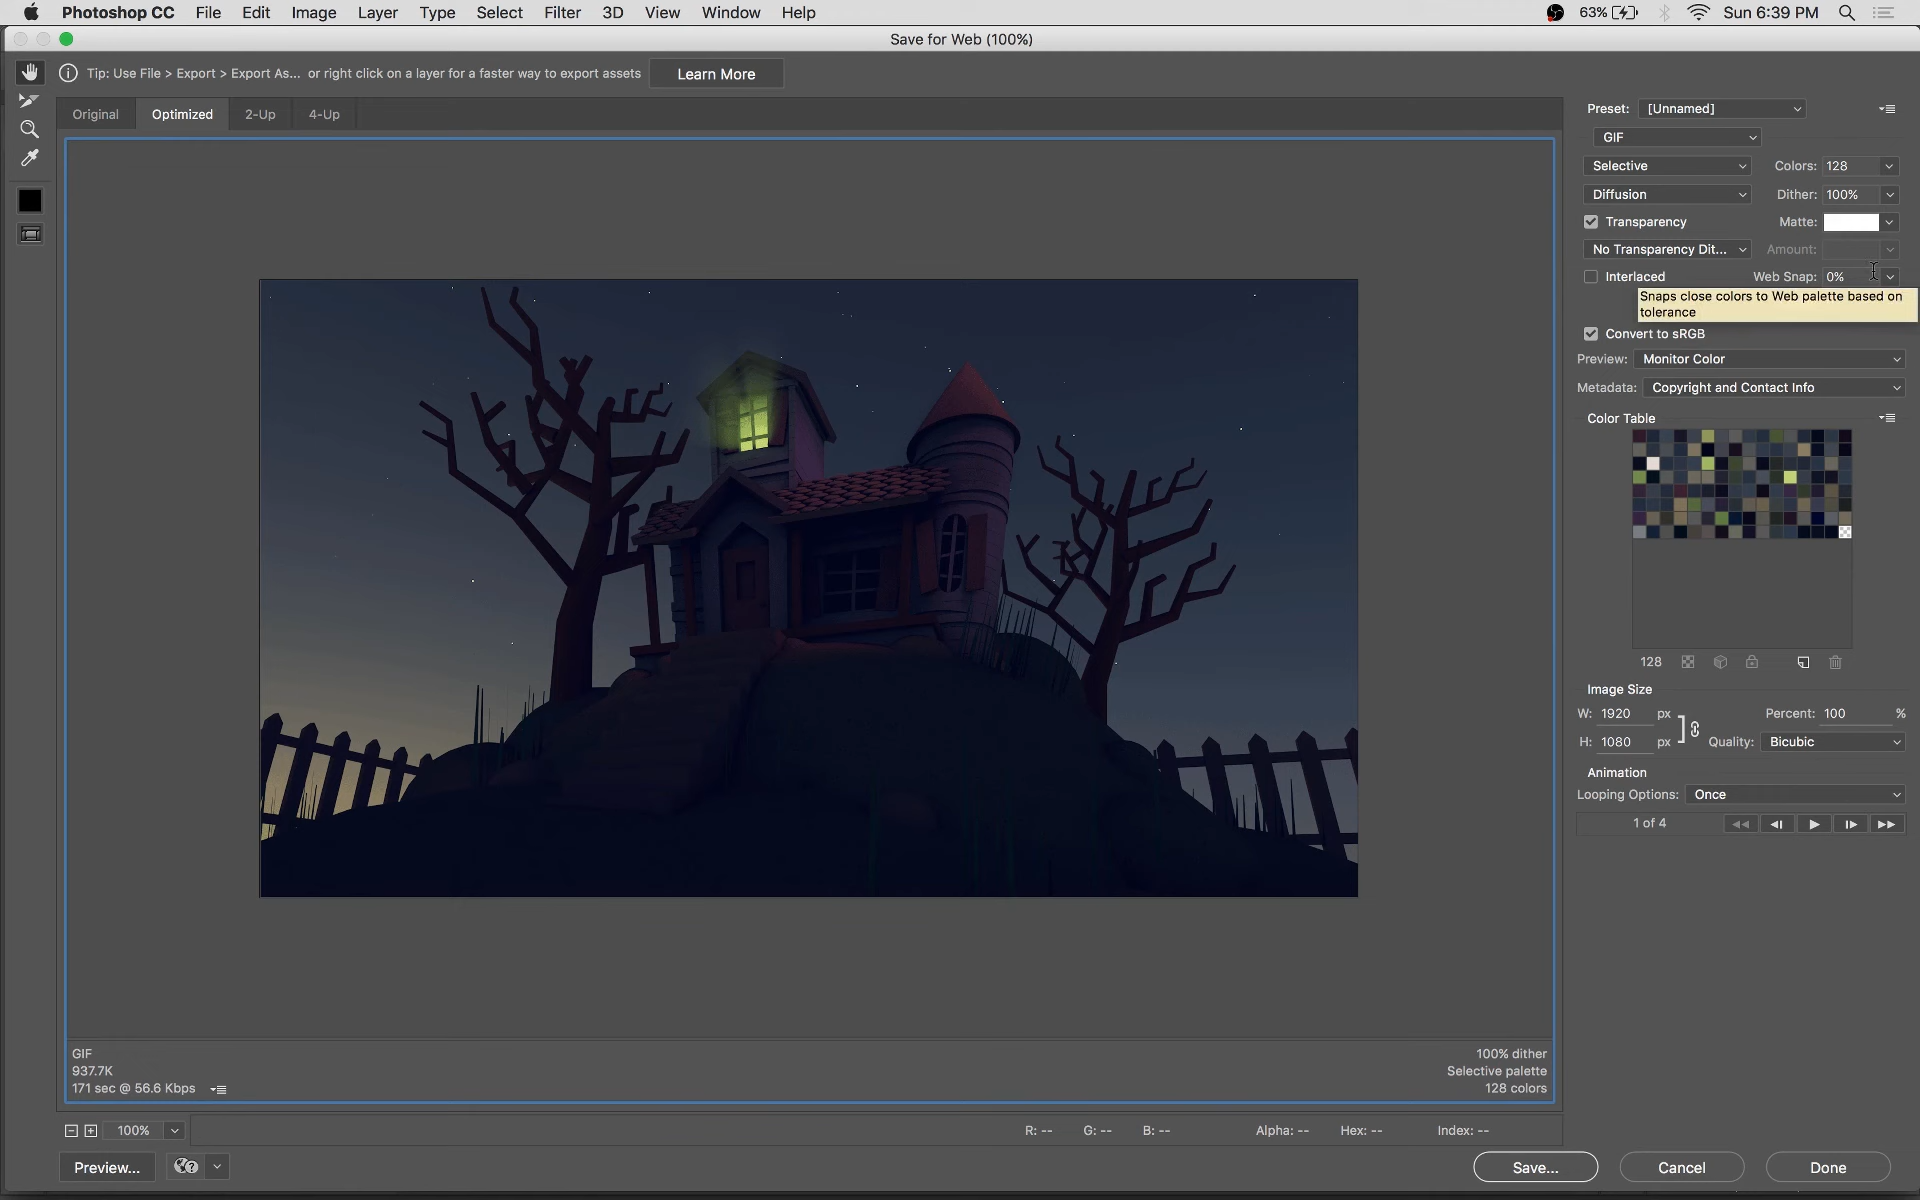 Photoshop CC File Edit Image Layer Type Select Filter 3D View Window Help 63% Sun 6:39 PM
Save for Web (100%)
Tip: Use File > Export > Export As... or right click on a layer for a faster way to export assets Learn More
Original Optimized 2-Up 4-Up
Preset: [Unnamed]
GIF
Selective Colors: 128
Diffusion Dither: 100%
Transparency Matte:
No Transparency Dit... Amount:
Interlaced Web Snap: 0%
Snaps close colors to Web palette based on
tolerance
Convert to sRGB
Preview: Monitor Color
Metadata: Copyright and Contact Info
Color Table
128
Image Size
W: 1920 px Percent: 100 %
H: 1080 px Quality: Bicubic
Animation
Looping Options: Once
1 of 4
GIF 100% dither
937.7K Selective palette
171 sec @ 56.6 Kbps 128 colors
100% R: -- G: -- B: -- Alpha: -- Hex: -- Index: --
Preview... Save... Cancel Done